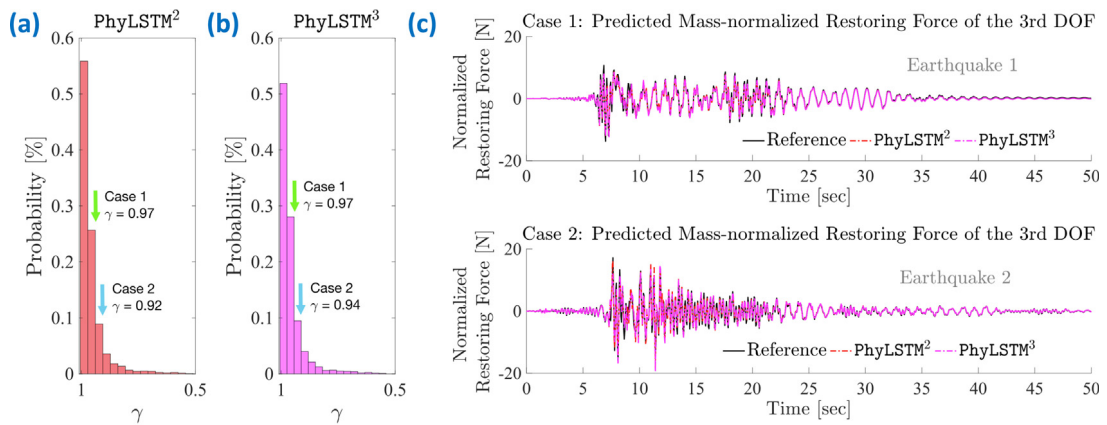 (a)
PhyLSTM²
0.6
0.5
0.4
0.3
0.2
0.1
0
Probability [%]
Case 1
γ = 0.97
Case 2
γ = 0.92
1
0.5
γ
(b)
PhyLSTM³
0.6
0.5
0.4
0.3
0.2
0.1
0
Probability [%]
Case 1
γ = 0.97
Case 2
γ = 0.94
1
0.5
γ
(c)
Case 1: Predicted Mass-normalized Restoring Force of the 3rd DOF
Normalized
Restoring Force [N]
20
0
-20
Earthquake 1
Reference
PhyLSTM²
PhyLSTM³
0 5 10 15 20 25 30 35 40 45 50
Time [sec]
Case 2: Predicted Mass-normalized Restoring Force of the 3rd DOF
Normalized
Restoring Force [N]
20
0
-20
Earthquake 2
Reference
PhyLSTM²
PhyLSTM³
0 5 10 15 20 25 30 35 40 45 50
Time [sec]